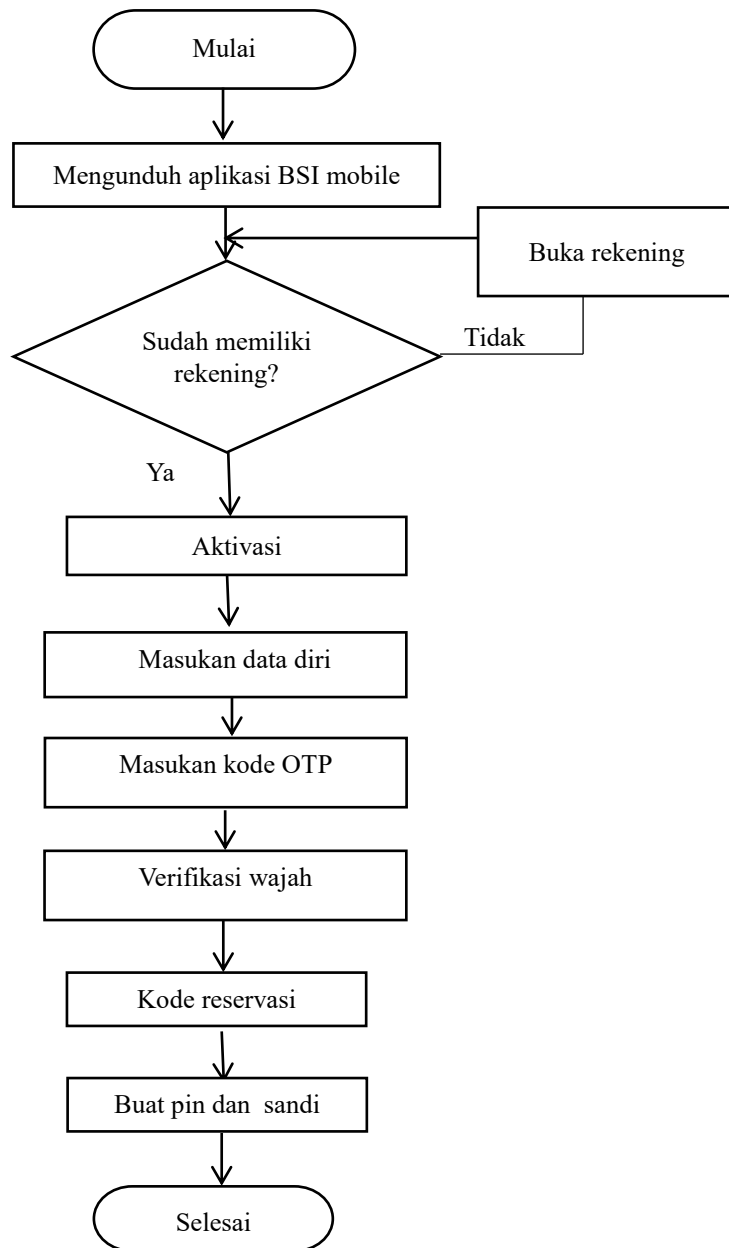 Mulai
Mengunduh aplikasi BSI mobile
Buka rekening
Sudah memiliki
rekening?
Tidak
Ya
Aktivasi
Masukan data diri
Masukan kode OTP
Verifikasi wajah
Kode reservasi
Buat pin dan  sandi
Selesai